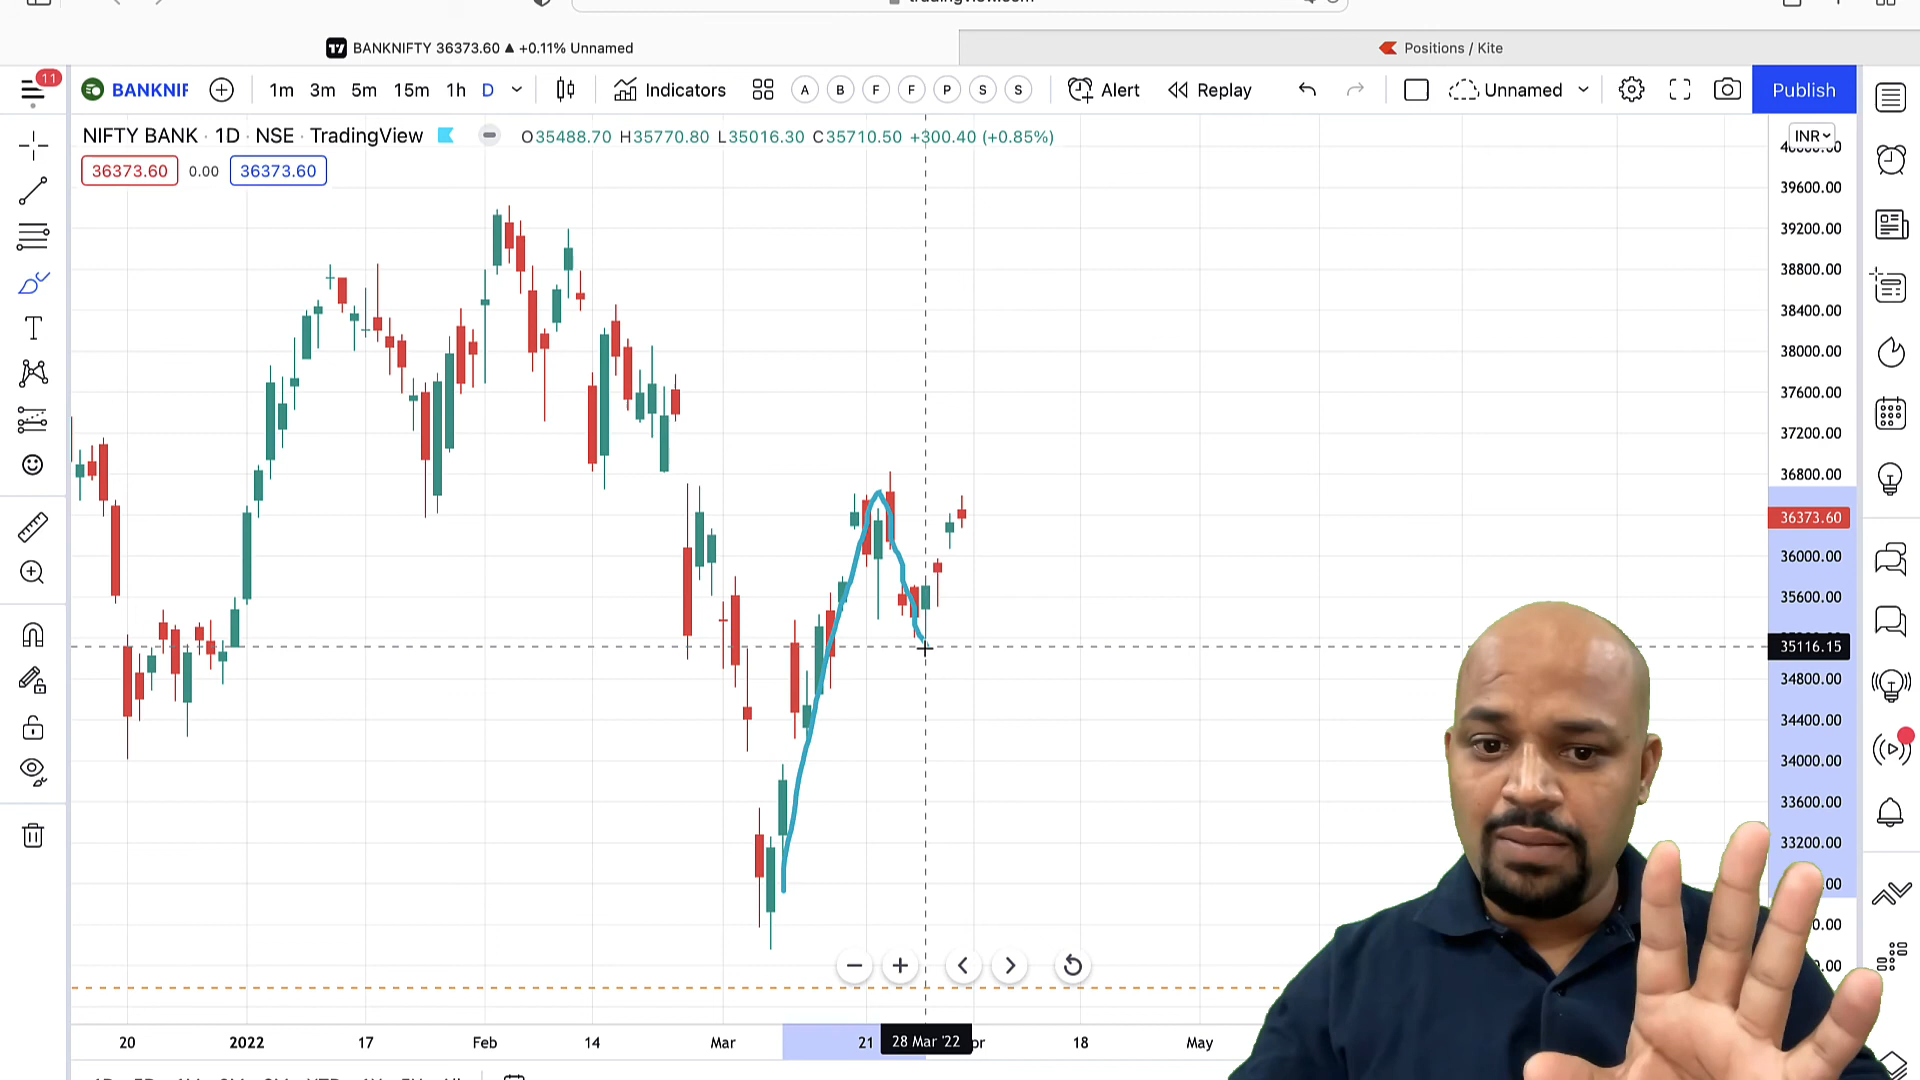 tradingview.com
BANKNIFTY 36373.60 ▲ +0.11% Unnamed
Positions / Kite
11
BANKNIF
1m 3m 5m 15m 1h D
Indicators
A B F F P S S
Alert
Replay
Unnamed
Publish
NIFTY BANK · 1D · NSE · TradingView
O35488.70 H35770.80 L35016.30 C35710.50 +300.40 (+0.85%)
INR
36373.60 0.00 36373.60
39600.00
39200.00
38800.00
38400.00
38000.00
37600.00
37200.00
36800.00
36373.60
36000.00
35600.00
35116.15
34800.00
34400.00
34000.00
33600.00
33200.00
20 2022 17 Feb 14 Mar 21 28 Mar '22 18 May